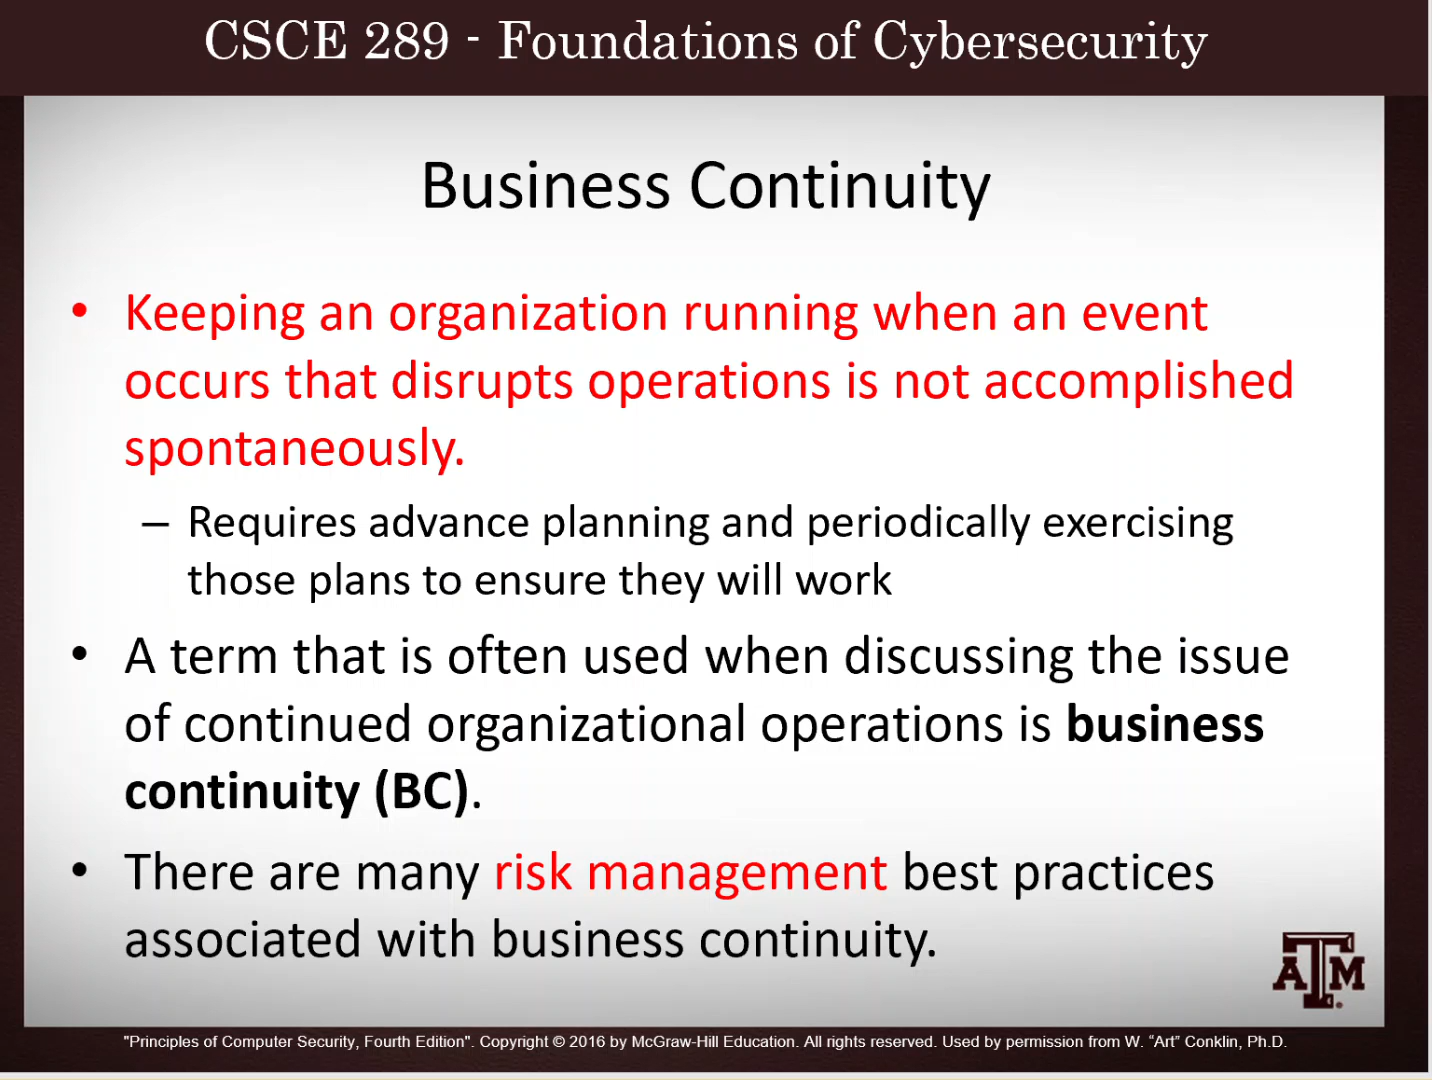 CSCE 289 - Foundations of Cybersecurity
Business Continuity
• Keeping an organization running when an event
occurs that disrupts operations is not accomplished
spontaneously.
– Requires advance planning and periodically exercising
those plans to ensure they will work
• A term that is often used when discussing the issue
of continued organizational operations is business
continuity (BC).
• There are many risk management best practices
associated with business continuity.
ATM
"Principles of Computer Security, Fourth Edition". Copyright © 2016 by McGraw-Hill Education. All rights reserved. Used by permission from W. “Art” Conklin, Ph.D.